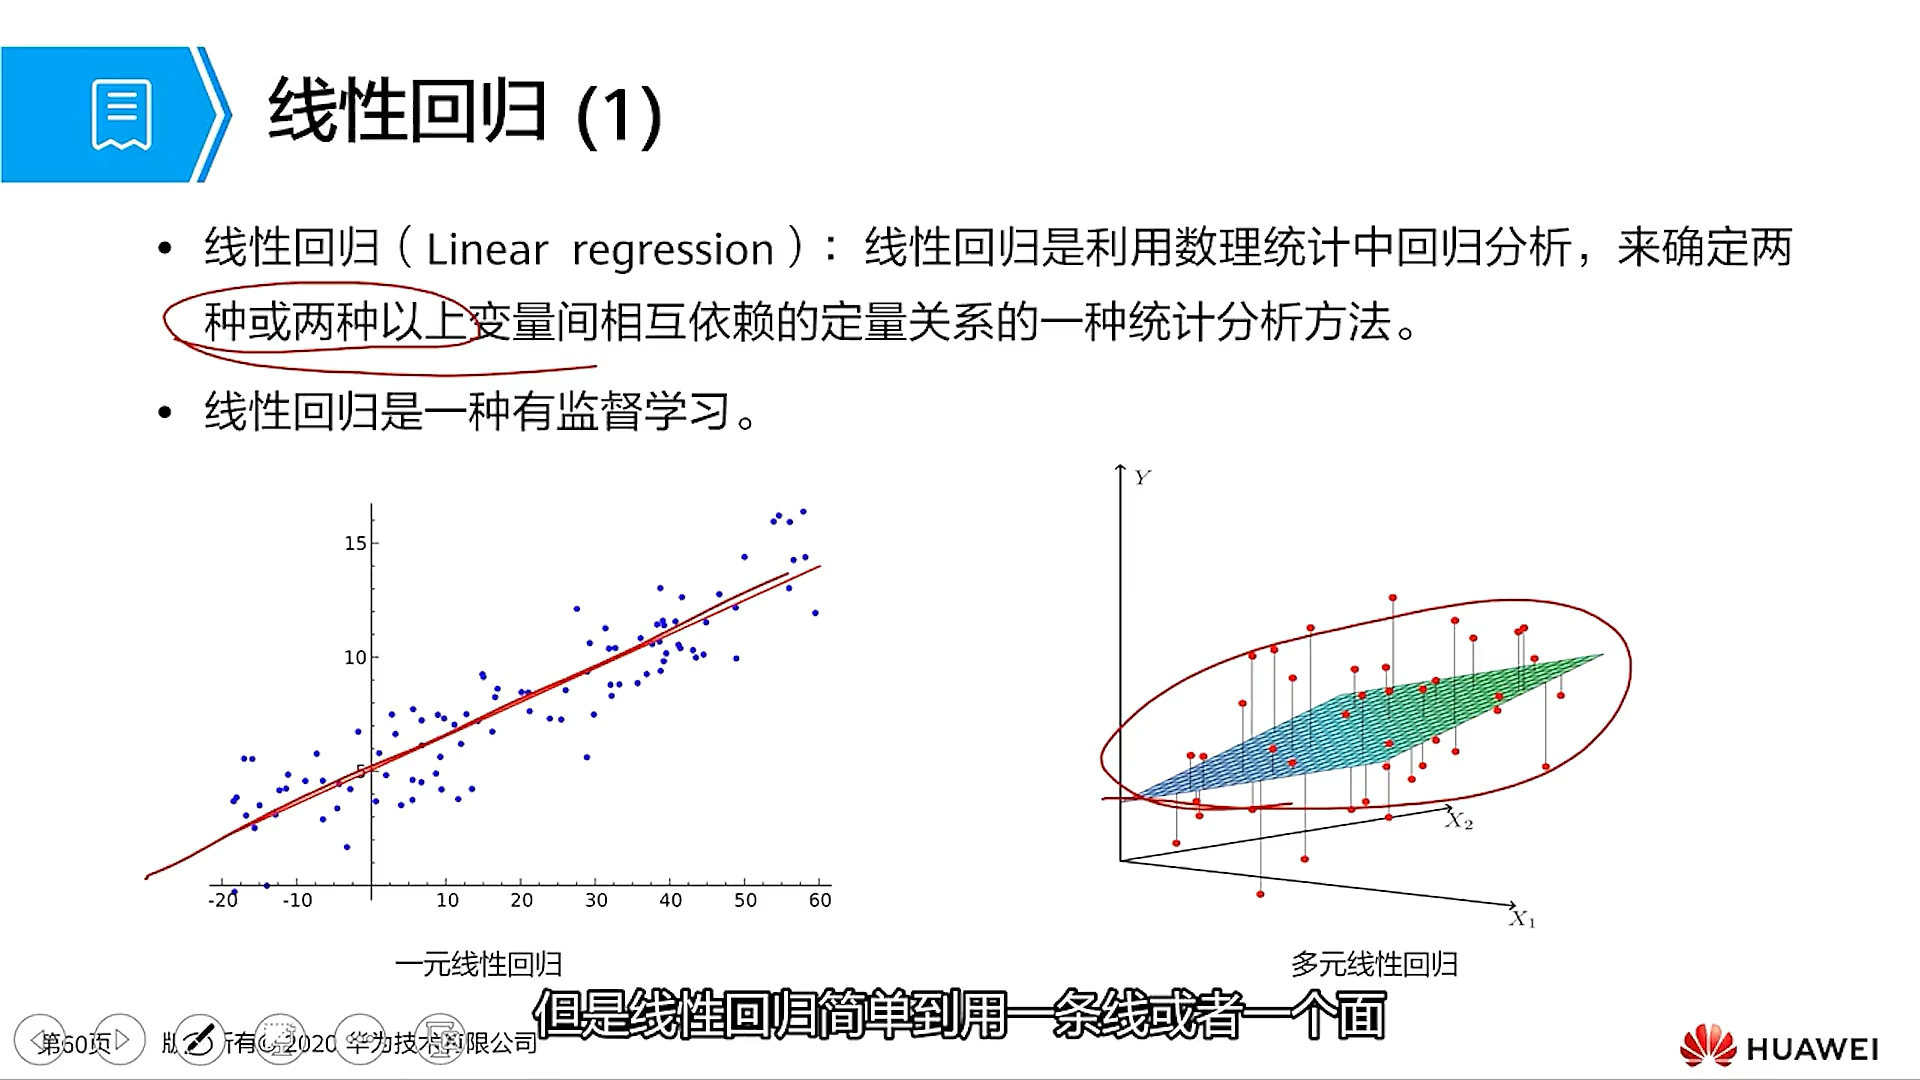 线性回归 (1)
• 线性回归（Linear regression）：线性回归是利用数理统计中回归分析，来确定两
种或两种以上变量间相互依赖的定量关系的一种统计分析方法。
• 线性回归是一种有监督学习。
15
10
5
-20 -10 10 20 30 40 50 60
Y
X₂
X₁
一元线性回归
多元线性回归
但是线性回归简单到用一条线或者一个面
第60页
2020 华为技术有限公司
HUAWEI